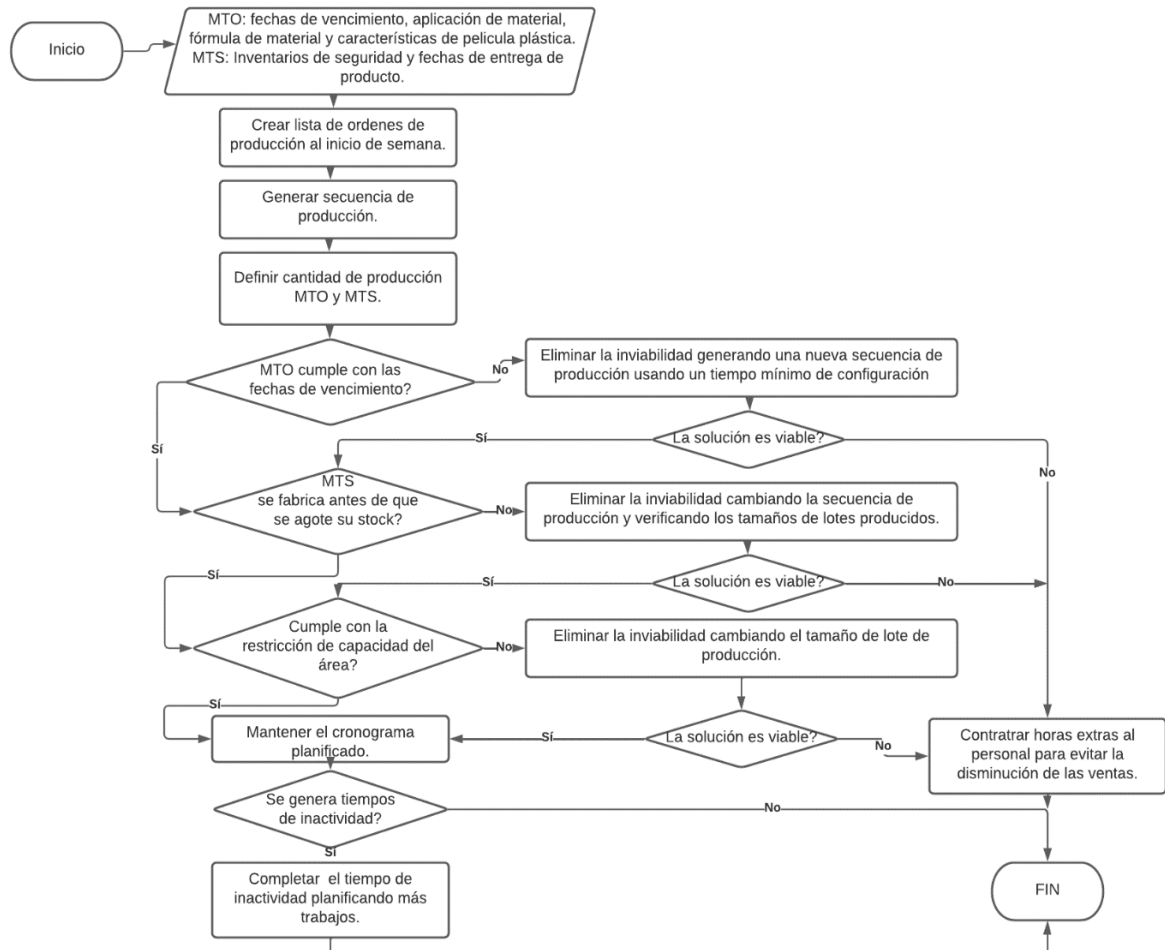 Inicio
MTO: fechas de vencimiento, aplicación de material,
fórmula de material y características de pelicula plástica.
MTS: Inventarios de seguridad y fechas de entrega de
producto.
Crear lista de ordenes de
producción al inicio de semana.
Generar secuencia de
producción.
Definir cantidad de producción
MTO y MTS.
MTO cumple con las
fechas de vencimiento?
No
Eliminar la inviabilidad generando una nueva secuencia de
producción usando un tiempo mínimo de configuración
Sí
Sí
La solución es viable?
No
MTS
se fabrica antes de que
se agote su stock?
No
Eliminar la inviabilidad cambiando la secuencia de
producción y verificando los tamaños de lotes producidos.
Sí
Sí
La solución es viable?
No
Cumple con la
restricción de capacidad del
área?
No
Eliminar la inviabilidad cambiando el tamaño de lote de
producción.
Sí
Mantener el cronograma
planificado.
Sí
La solución es viable?
No
Contratrar horas extras al
personal para evitar la
disminución de las ventas.
Se genera tiempos
de inactividad?
No
Sí
Completar el tiempo de
inactividad planificando más
trabajos.
FIN